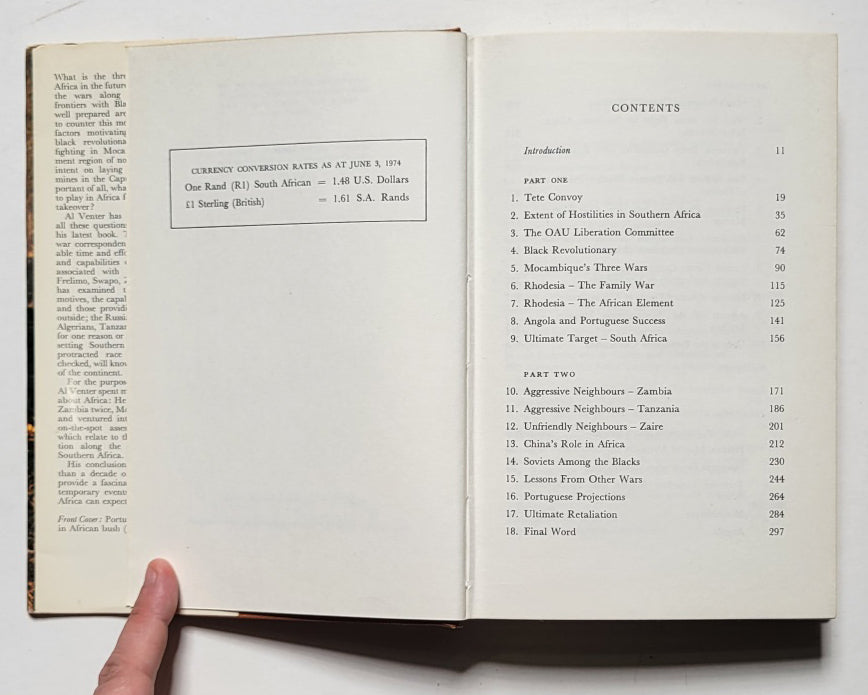 What is the
Africa in the
the wars along
frontiers with
well prepared
to counter this
factors motivating
black
fighting in
ment region of no
intent on laying
mines in the
portant of all,
to play in Africa
takeover?
Al Venter has
all these
his latest book.
war
able time and
and capabilities
associated with
Frelimo, Swapo,
has examined
motives, the
and those
outside; the
Algerians,
for one reason or
setting Southern
protracted race
checked, will
of the continent.
For the
Al Venter spent
about Africa: He
Zambia twice,
and ventured
on-the-spot
which relate to
tion along the
Southern Africa.
His
than a decade
provide a
temporary
Africa can expect
Front Cover:
in African bush (
CURRENCY CONVERSION RATES AS AT JUNE 3, 1974
One Rand (R1) South African = 1.48 U.S. Dollars
£1 Sterling (British) = 1.61 S.A. Rands
CONTENTS
Introduction 11
PART ONE
1. Tete Convoy 19
2. Extent of Hostilities in Southern Africa 35
3. The OAU Liberation Committee 62
4. Black Revolutionary 74
5. Mocambique's Three Wars 90
6. Rhodesia – The Family War 115
7. Rhodesia – The African Element 125
8. Angola and Portuguese Success 141
9. Ultimate Target – South Africa 156
PART TWO
10. Aggressive Neighbours – Zambia 171
11. Aggressive Neighbours – Tanzania 186
12. Unfriendly Neighbours – Zaire 201
13. China's Role in Africa 212
14. Soviets Among the Blacks 230
15. Lessons From Other Wars 244
16. Portuguese Projections 264
17. Ultimate Retaliation 284
18. Final Word 297